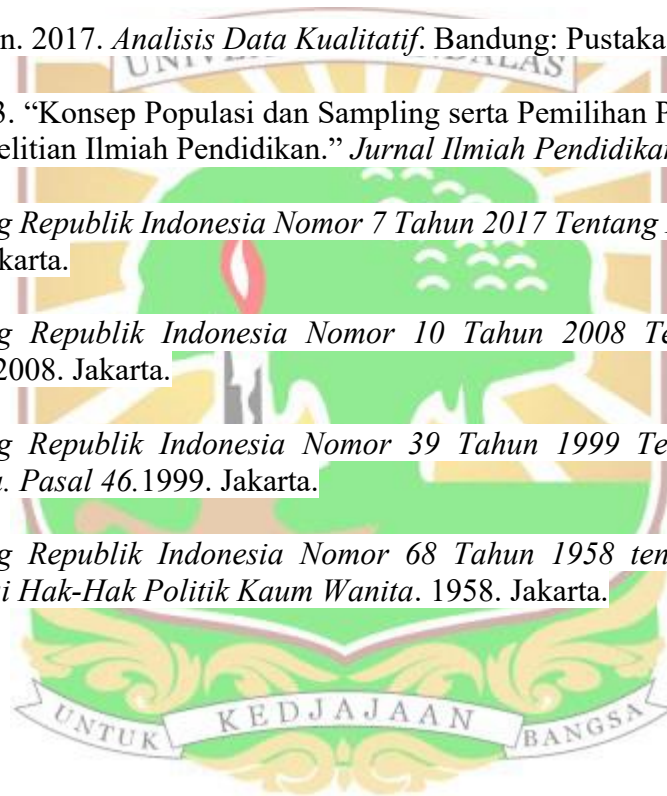 n. 2017. Analisis Data Kualitatif. Bandung: Pustaka
UNIVERSITAS ANDALAS
3. “Konsep Populasi dan Sampling serta Pemilihan P
elitian Ilmiah Pendidikan.” Jurnal Ilmiah Pendidikan
g Republik Indonesia Nomor 7 Tahun 2017 Tentang
karta.
g Republik Indonesia Nomor 10 Tahun 2008 Te
2008. Jakarta.
g Republik Indonesia Nomor 39 Tahun 1999 Te
. Pasal 46.1999. Jakarta.
g Republik Indonesia Nomor 68 Tahun 1958 ten
i Hak-Hak Politik Kaum Wanita. 1958. Jakarta.
UNTUK KEDJAJAAN BANGSA